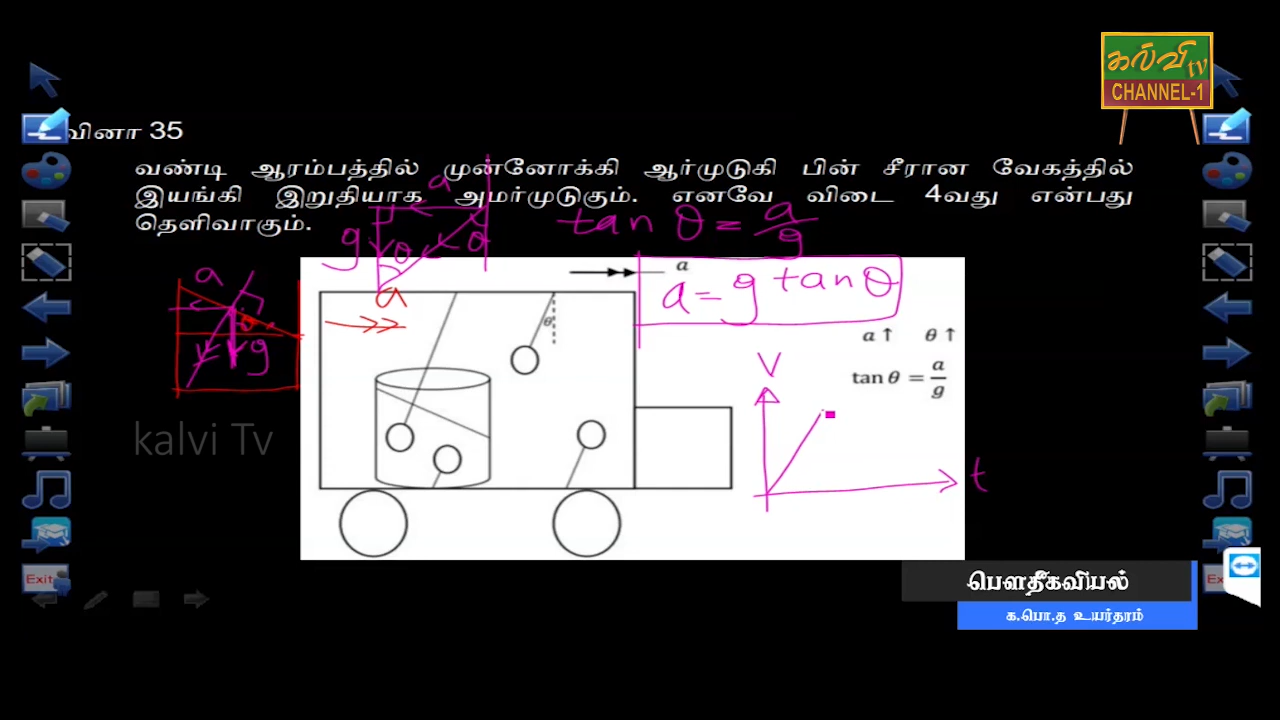 கல்வி tv
CHANNEL-1
வினா 35
வண்டி ஆரம்பத்தில் முன்னோக்கி ஆர்முடுகி பின் சீரான வேகத்தில்
இயங்கி இறுதியாக அமர்முடுகும். எனவே விடை 4வது என்பது
தெளிவாகும்.
a
tan θ = a/g
g
θ
θ
a
a = g tan θ
a
a
θ
g
θ
a↑ θ↑
tan θ = a/g
V
t
kalvi Tv
Exit
பௌதீகவியல்
க.பொ.த உயர்தரம்